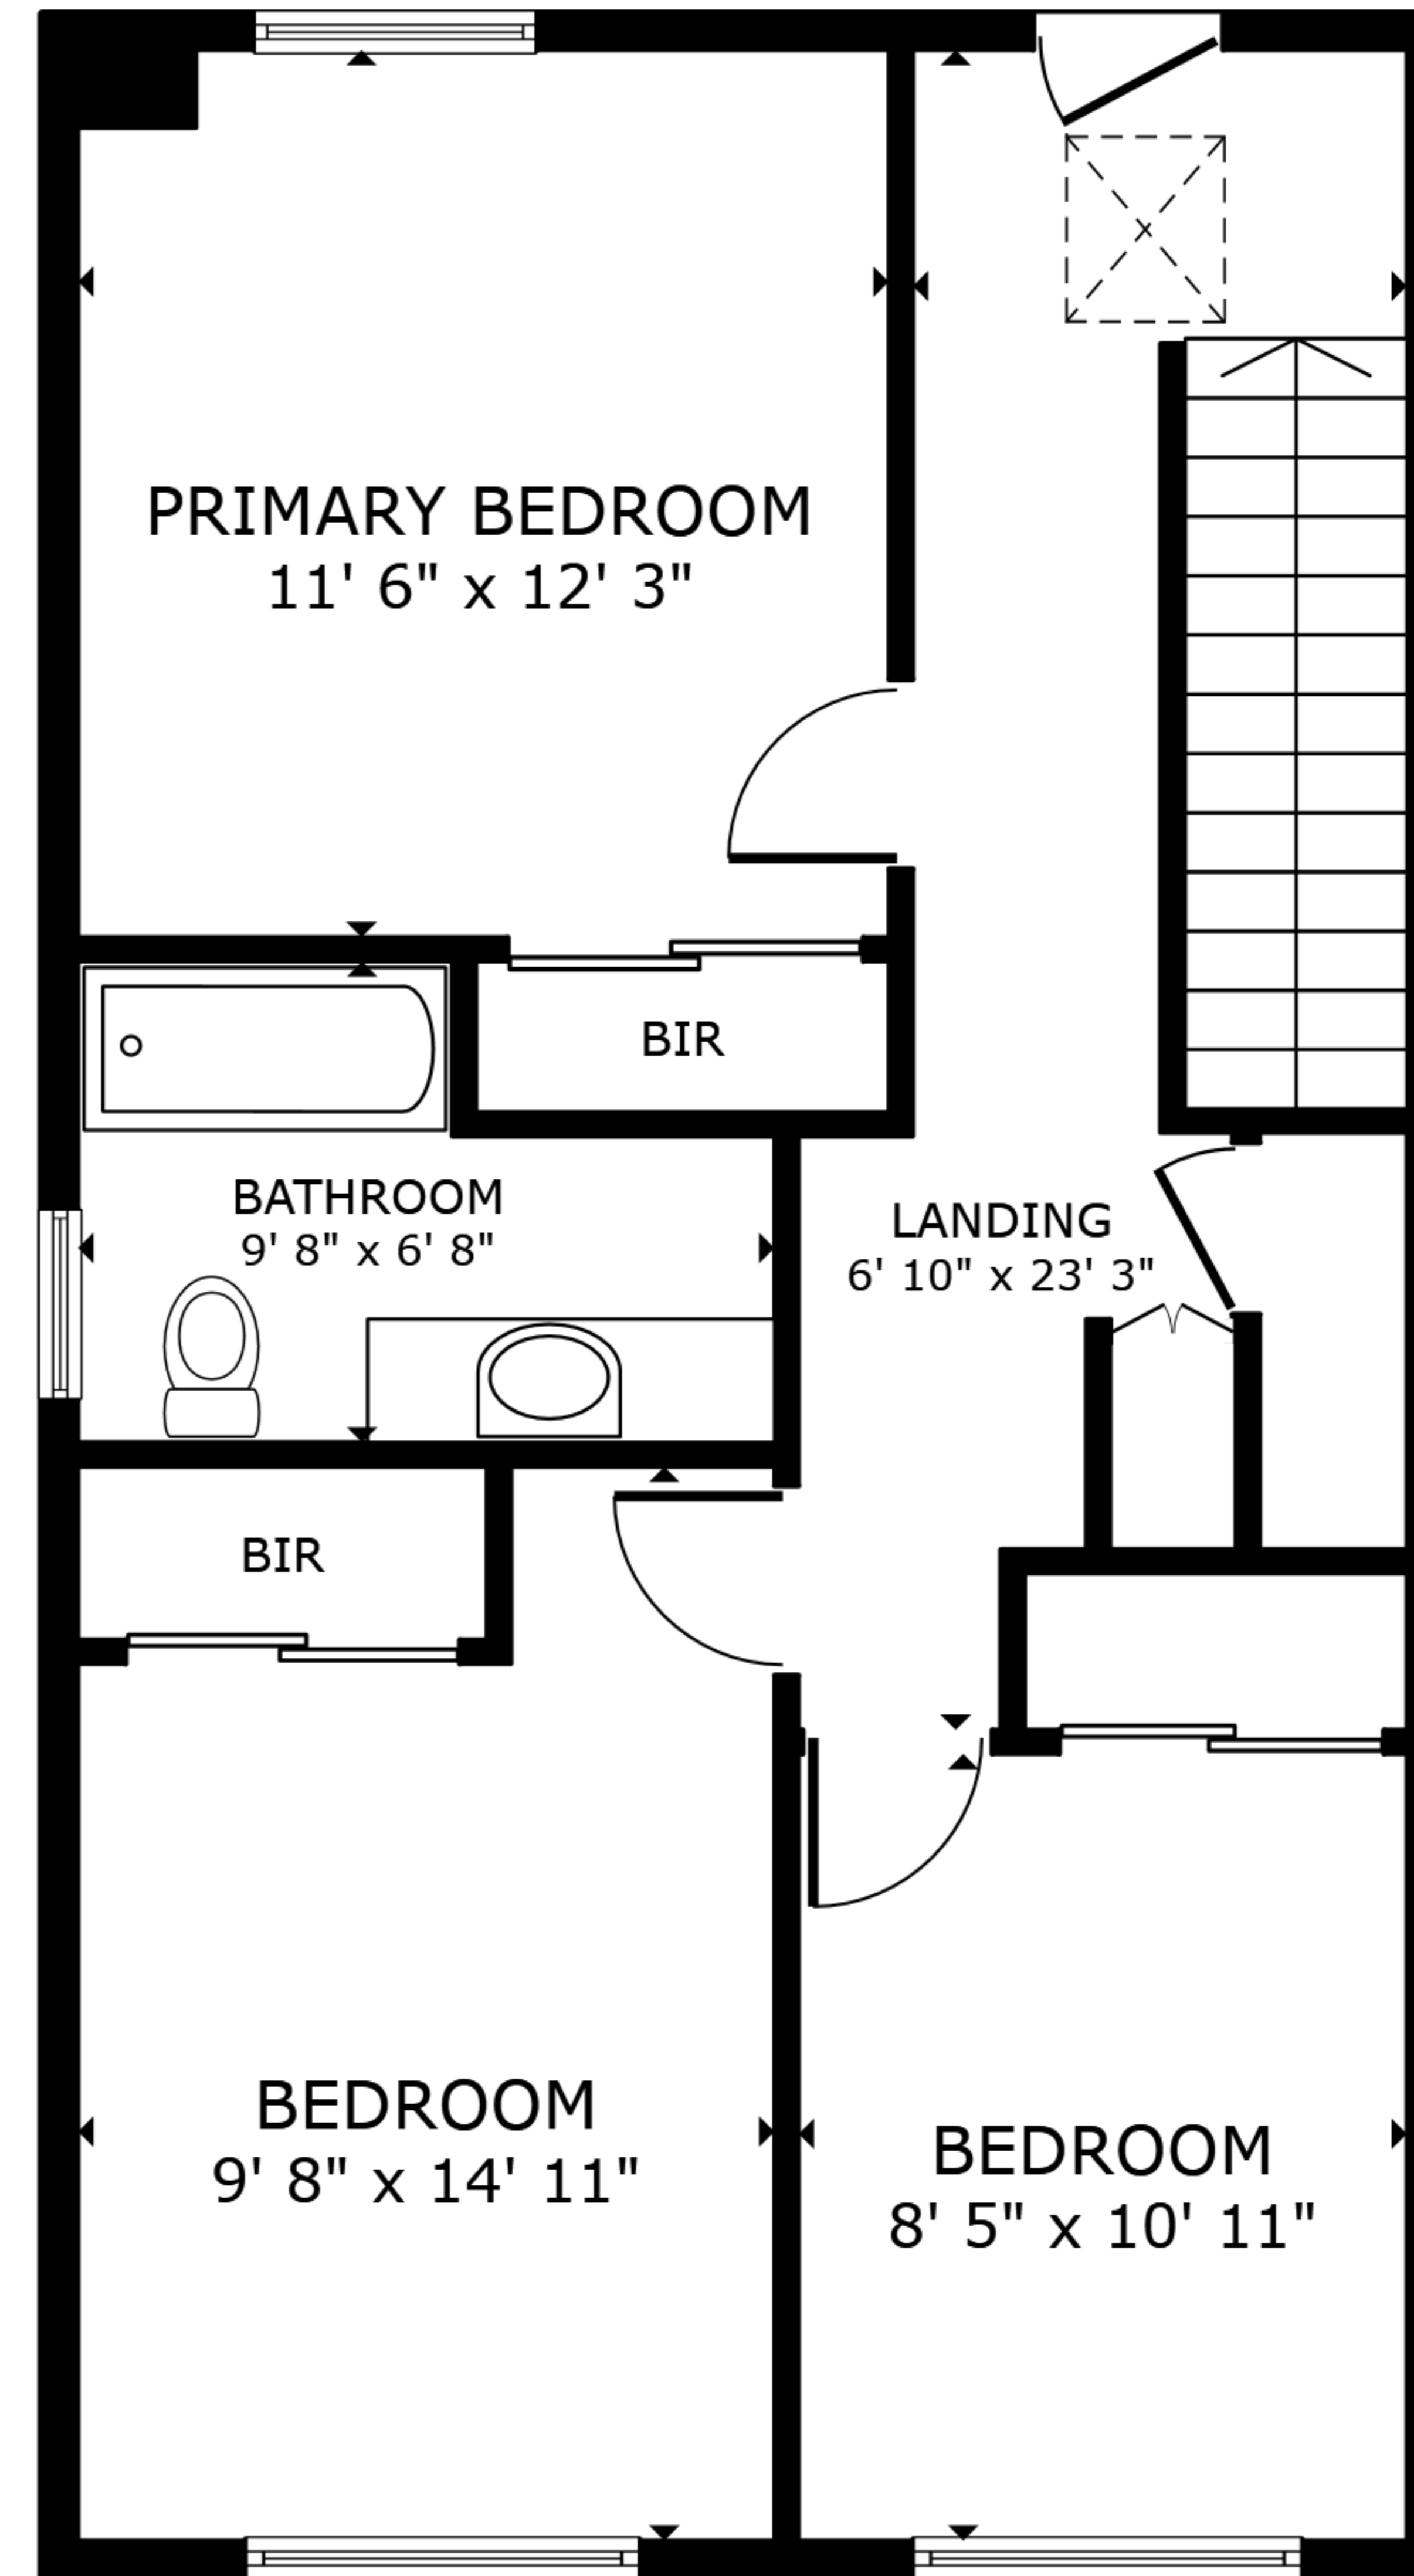 PRIMARY BEDROOM
11' 6" x 12' 3"
BIR
BATHROOM
9' 8" x 6' 8"
LANDING
6' 10" x 23' 3"
BIR
BEDROOM
9' 8" x 14' 11"
BEDROOM
8' 5" x 10' 11"